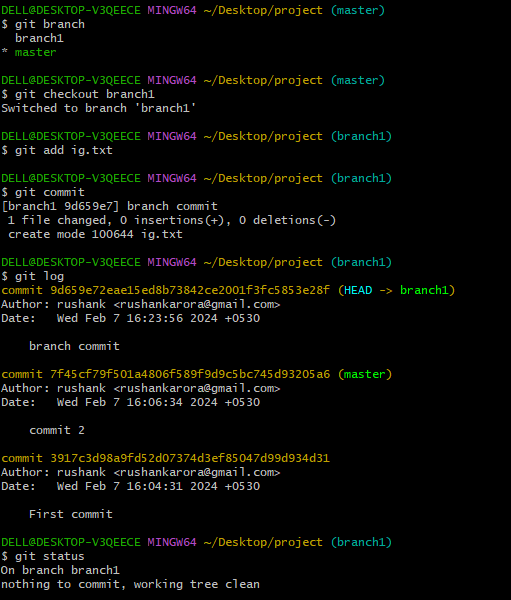 DELL@DESKTOP-V3QEECE MINGW64 ~/Desktop/project (master)
$ git branch
  branch1
* master

DELL@DESKTOP-V3QEECE MINGW64 ~/Desktop/project (master)
$ git checkout branch1
Switched to branch 'branch1'

DELL@DESKTOP-V3QEECE MINGW64 ~/Desktop/project (branch1)
$ git add ig.txt

DELL@DESKTOP-V3QEECE MINGW64 ~/Desktop/project (branch1)
$ git commit
[branch1 9d659e7] branch commit
 1 file changed, 0 insertions(+), 0 deletions(-)
 create mode 100644 ig.txt

DELL@DESKTOP-V3QEECE MINGW64 ~/Desktop/project (branch1)
$ git log
commit 9d659e72eae15ed8b73842ce2001f3fc5853e28f (HEAD -> branch1)
Author: rushank <rushankarora@gmail.com>
Date:   Wed Feb 7 16:23:56 2024 +0530

    branch commit

commit 7f45cf79f501a4806f589f9d9c5bc745d93205a6 (master)
Author: rushank <rushankarora@gmail.com>
Date:   Wed Feb 7 16:06:34 2024 +0530

    commit 2

commit 3917c3d98a9fd52d07374d3ef85047d99d934d31
Author: rushank <rushankarora@gmail.com>
Date:   Wed Feb 7 16:04:31 2024 +0530

    First commit

DELL@DESKTOP-V3QEECE MINGW64 ~/Desktop/project (branch1)
$ git status
On branch branch1
nothing to commit, working tree clean